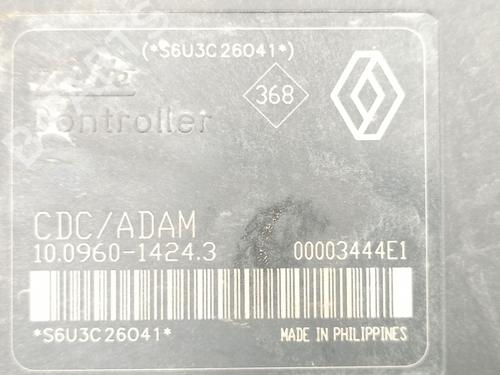 (*S6U3C26041*)
368
Controller
CDC/ADAM
10.0960-1424.3
00003444E1
*S6U3C26041*
MADE IN PHILIPPINES